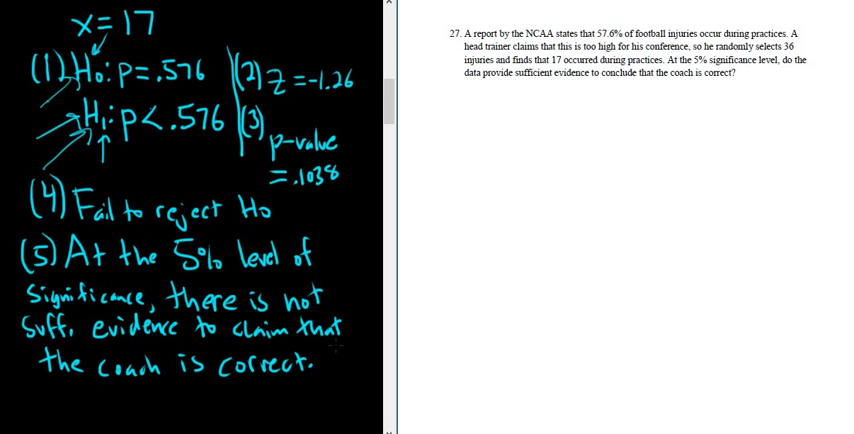 x=17
(1) H₀: p=.576
(2) Z=-1.26
H₁: p<.576
(3)
p-value
=.1038
(4) Fail to reject H₀
(5) At the 5% level of
significance, there is not
suff. evidence to claim that
the coach is correct.
27. A report by the NCAA states that 57.6% of football injuries occur during practices. A
head trainer claims that this is too high for his conference, so he randomly selects 36
injuries and finds that 17 occurred during practices. At the 5% significance level, do the
data provide sufficient evidence to conclude that the coach is correct?